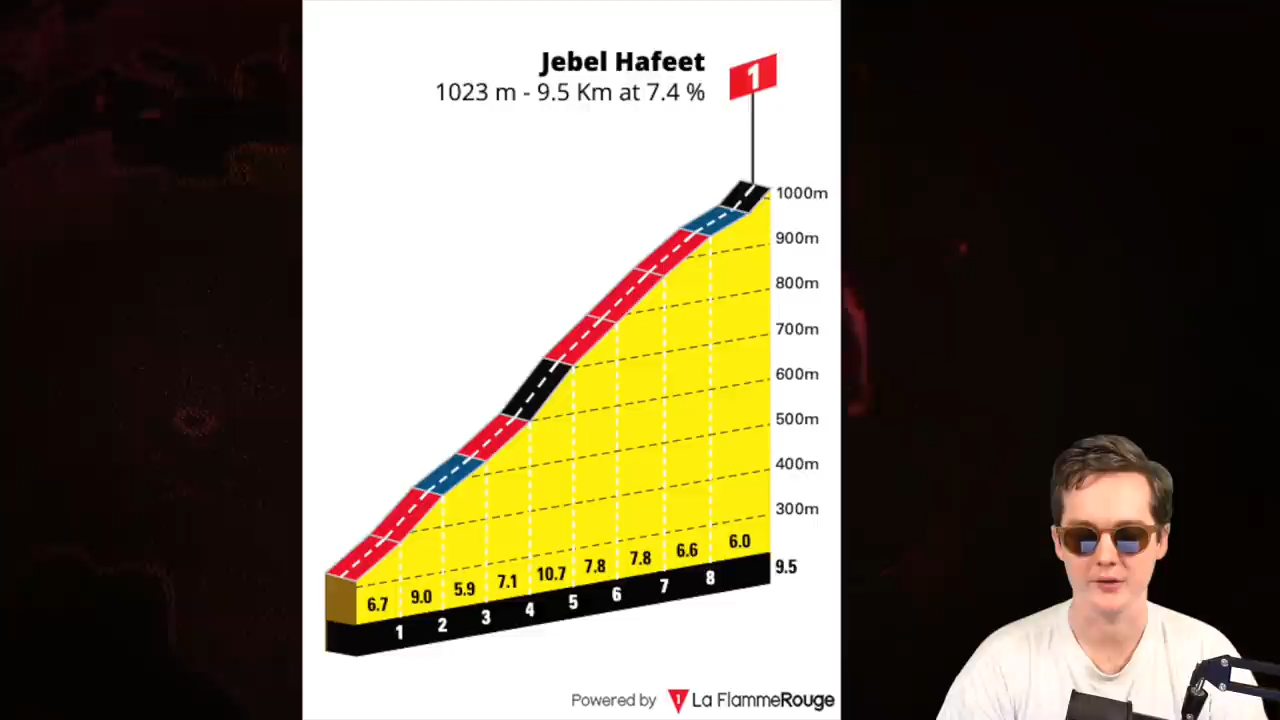 Jebel Hafeet
1023 m - 9.5 Km at 7.4 %
1
1000m
900m
800m
700m
600m
500m
400m
300m
6.7 9.0 5.9 7.1 10.7 7.8 7.8 6.6 6.0
1 2 3 4 5 6 7 8 9.5
Powered by 1 La FlammeRouge